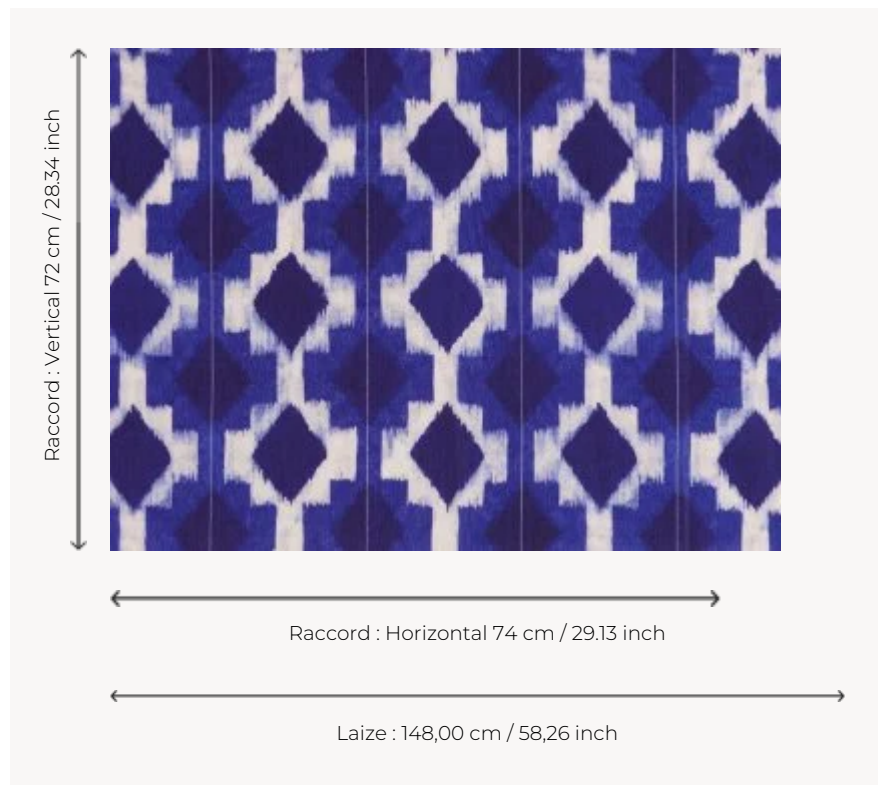 Raccord : Vertical 72 cm / 28.34 inch
Raccord : Horizontal 74 cm / 29.13 inch
Laize : 148,00 cm / 58,26 inch